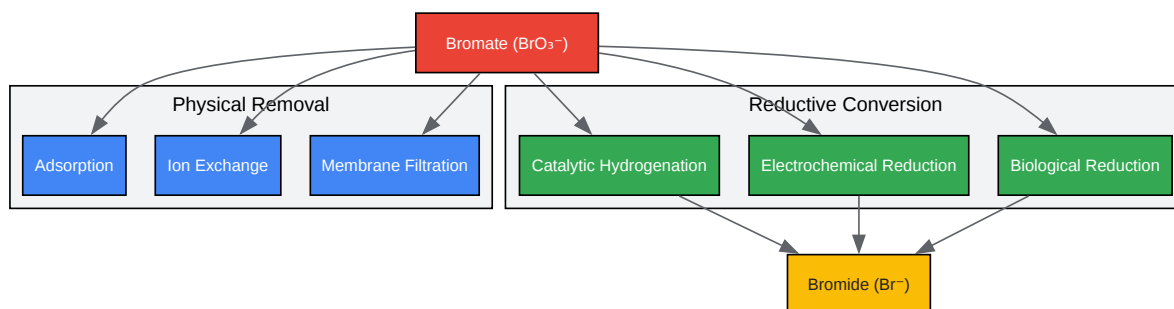 Bromate (BrO₃⁻)
Physical Removal
Reductive Conversion
Adsorption
Ion Exchange
Membrane Filtration
Catalytic Hydrogenation
Electrochemical Reduction
Biological Reduction
Bromide (Br⁻)